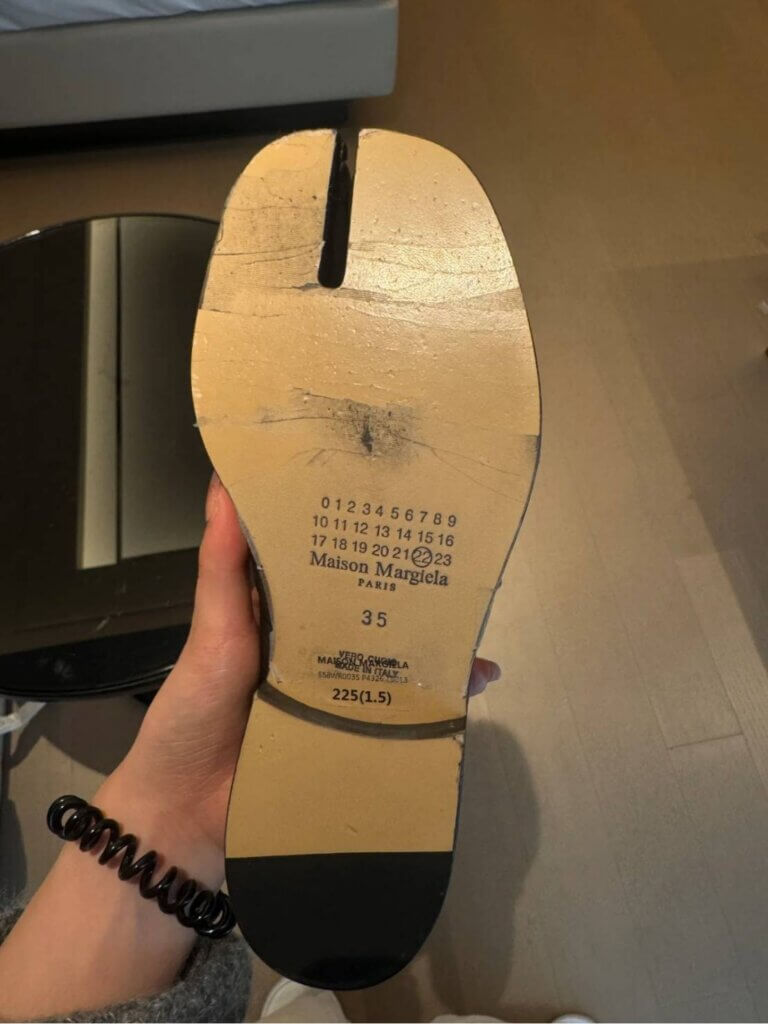 0 1 2 3 4 5 6 7 8 9
10 11 12 13 14 15 16
17 18 19 20 21 22 23
Maison Margiela
PARIS
35
VERO CUOIO
MAISON MARGIELA
MADE IN ITALY
S58WR0035 P4326
225(1.5)